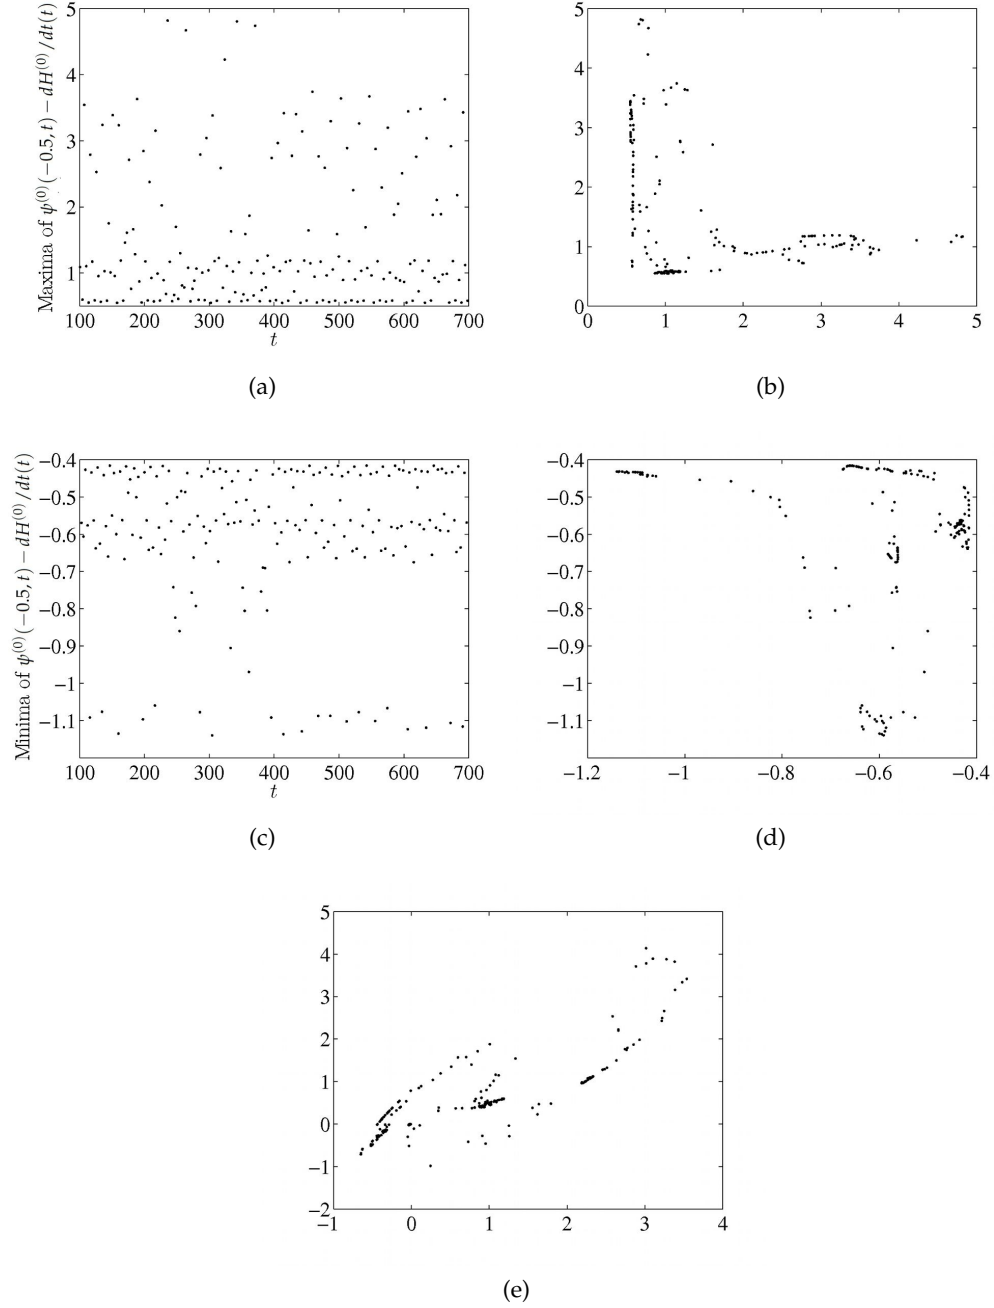 Maxima of ψ(0)(−0.5, t) − dH(0)/dt(t)
5
4
3
2
1
100 200 300 400 500 600 700
t
(a)
5
4
3
2
1
0
0 1 2 3 4 5
(b)
Minima of ψ(0)(−0.5, t) − dH(0)/dt(t)
−0.4
−0.5
−0.6
−0.7
−0.8
−0.9
−1
−1.1
100 200 300 400 500 600 700
t
(c)
−0.4
−0.5
−0.6
−0.7
−0.8
−0.9
−1
−1.1
−1.2 −1 −0.8 −0.6 −0.4
(d)
5
4
3
2
1
0
−1
−2
−1 0 1 2 3 4
(e)